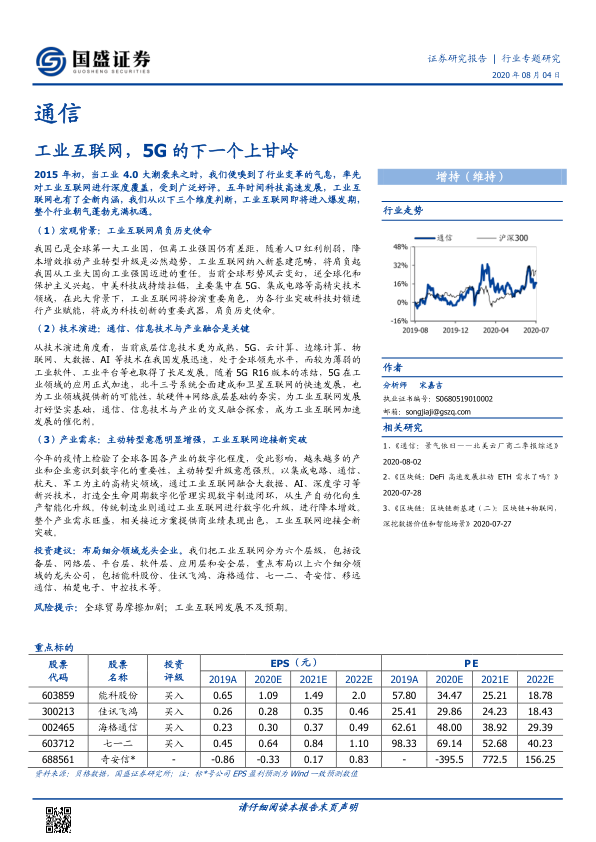 国盛证券
GUOSHENG SECURITIES
证券研究报告 | 行业专题研究
2020 年 08 月 04 日
通信
工业互联网，5G 的下一个上甘岭
2015 年初，当工业 4.0 大潮袭来之时，我们便嗅到了行业变革的气息，率先
对工业互联网进行深度覆盖，受到广泛好评。五年时间科技高速发展，工业互
联网也有了全新内涵，我们从以下三个维度判断，工业互联网即将进入爆发期，
整个行业朝气蓬勃充满机遇。
（1）宏观背景：工业互联网肩负历史使命
我国已是全球第一大工业国，但离工业强国仍有差距，随着人口红利削弱，降
本增效推动产业转型升级是必然趋势，工业互联网纳入新基建范畴，将肩负起
我国从工业大国向工业强国迈进的重任。当前全球形势风云变幻，逆全球化和
保护主义兴起，中美科技战持续拉锯，主要集中在 5G、集成电路等高精尖技术
领域，在此大背景下，工业互联网将扮演重要角色，为各行业突破科技封锁进
行产业赋能，将成为科技创新的重要武器，肩负历史使命。
（2）技术演进：通信、信息技术与产业融合是关键
从技术演进角度看，当前底层信息技术更为成熟，5G、云计算、边缘计算、物
联网、大数据、AI 等技术在我国发展迅速，处于全球领先水平，而较为薄弱的
工业软件、工业平台等也取得了长足发展。随着 5G R16 版本的冻结，5G 在工
业领域的应用正式加速，北斗三号系统全面建成和卫星互联网的快速发展，也
为工业领域提供新的可能性，软硬件+网络底层基础的夯实，为工业互联网发展
打好坚实基础，通信、信息技术与产业的交叉融合探索，成为工业互联网加速
发展的催化剂。
（3）产业需求：主动转型意愿明显增强，工业互联网迎接新突破
今年的疫情上检验了全球各国各产业的数字化程度，受此影响，越来越多的产
业和企业意识到数字化的重要性，主动转型升级意愿强烈。以集成电路、通信、
航天、军工为主的高精尖领域，通过工业互联网融合大数据、AI、深度学习等
新兴技术，打造全生命周期数字化管理实现数字制造闭环，从生产自动化向生
产智能化升级，传统制造业则通过工业互联网进行数字化升级，进行降本增效。
整个产业需求旺盛，相关接近方案提供商业绩表现出色，工业互联网迎接全新
突破。
投资建议：布局细分领域龙头企业。我们把工业互联网分为六个层级，包括设
备层、网络层、平台层、软件层、应用层和安全层，重点布局以上六个细分领
域的龙头公司，包括能科股份、佳讯飞鸿、海格通信、七一二、奇安信、移远
通信、柏楚电子、中控技术等。
风险提示：全球贸易摩擦加剧；工业互联网发展不及预期。
增持（维持）
行业走势
通信 沪深300
48%
32%
16%
0%
-16%
2019-08 2019-12 2020-04 2020-07
作者
分析师 宋嘉吉
执业证书编号：S0680519010002
邮箱：songjiaji@gszq.com
相关研究
1、《通信：景气依旧——北美云厂商二季报综述》
2020-08-02
2、《区块链：DeFi 高速发展拉动 ETH 需求了吗？》
2020-07-28
3、《区块链：区块链新基建（二）：区块链+物联网，
深挖数据价值和智能场景》2020-07-27
重点标的
股票 股票 投资 EPS（元） P E
代码 名称 评级 2019A 2020E 2021E 2022E 2019A 2020E 2021E 2022E
603859 能科股份 买入 0.65 1.09 1.49 2.0 57.80 34.47 25.21 18.78
300213 佳讯飞鸿 买入 0.26 0.28 0.35 0.46 25.41 29.86 24.23 18.43
002465 海格通信 买入 0.23 0.30 0.37 0.49 62.61 48.00 38.92 29.39
603712 七一二 买入 0.45 0.64 0.84 1.10 98.33 69.14 52.68 40.23
688561 奇安信* - -0.86 -0.33 0.17 0.83 - -395.5 772.5 156.25
资料来源：贝格数据，国盛证券研究所；注：标*号公司 EPS 盈利预测为 Wind 一致预测数值
请仔细阅读本报告末页声明